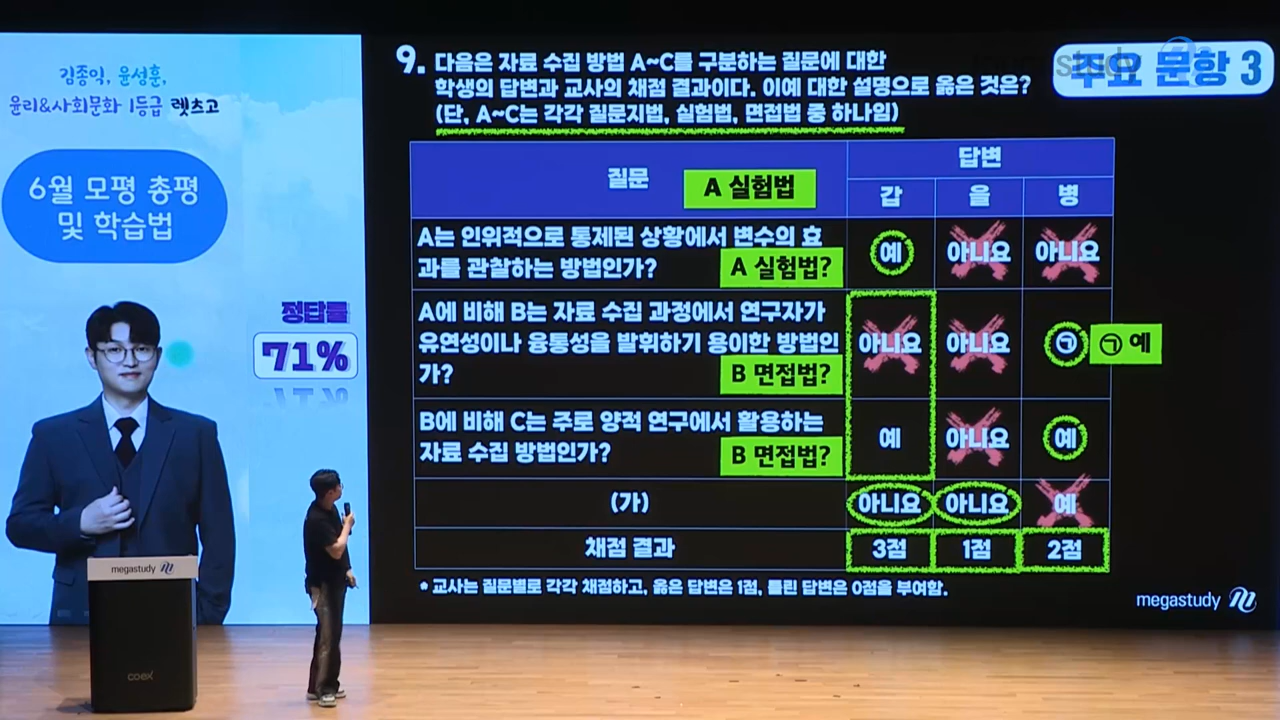 김종익, 윤성훈,
윤리&사회문화 1등급 렛츠고
6월 모평 총평
및 학습법
정답률
71%
megastudy
coex
주요 문항 3
9. 다음은 자료 수집 방법 A~C를 구분하는 질문에 대한
학생의 답변과 교사의 채점 결과이다. 이예 대한 설명으로 옳은 것은?
(단, A~C는 각각 질문지법, 실험법, 면접법 중 하나임)
질문 A 실험법 답변
갑 을 병
A는 인위적으로 통제된 상황에서 변수의 효
과를 관찰하는 방법인가? A 실험법? 예 아니요 아니요
A에 비해 B는 자료 수집 과정에서 연구자가
유연성이나 융통성을 발휘하기 용이한 방법인
가? B 면접법? 아니요 아니요 ㉠ ㉠ 예
B에 비해 C는 주로 양적 연구에서 활용하는
자료 수집 방법인가? B 면접법? 예 아니요 예
(가) 아니요 아니요 예
채점 결과 3점 1점 2점
* 교사는 질문별로 각각 채점하고, 옳은 답변은 1점, 틀린 답변은 0점을 부여함.
megastudy